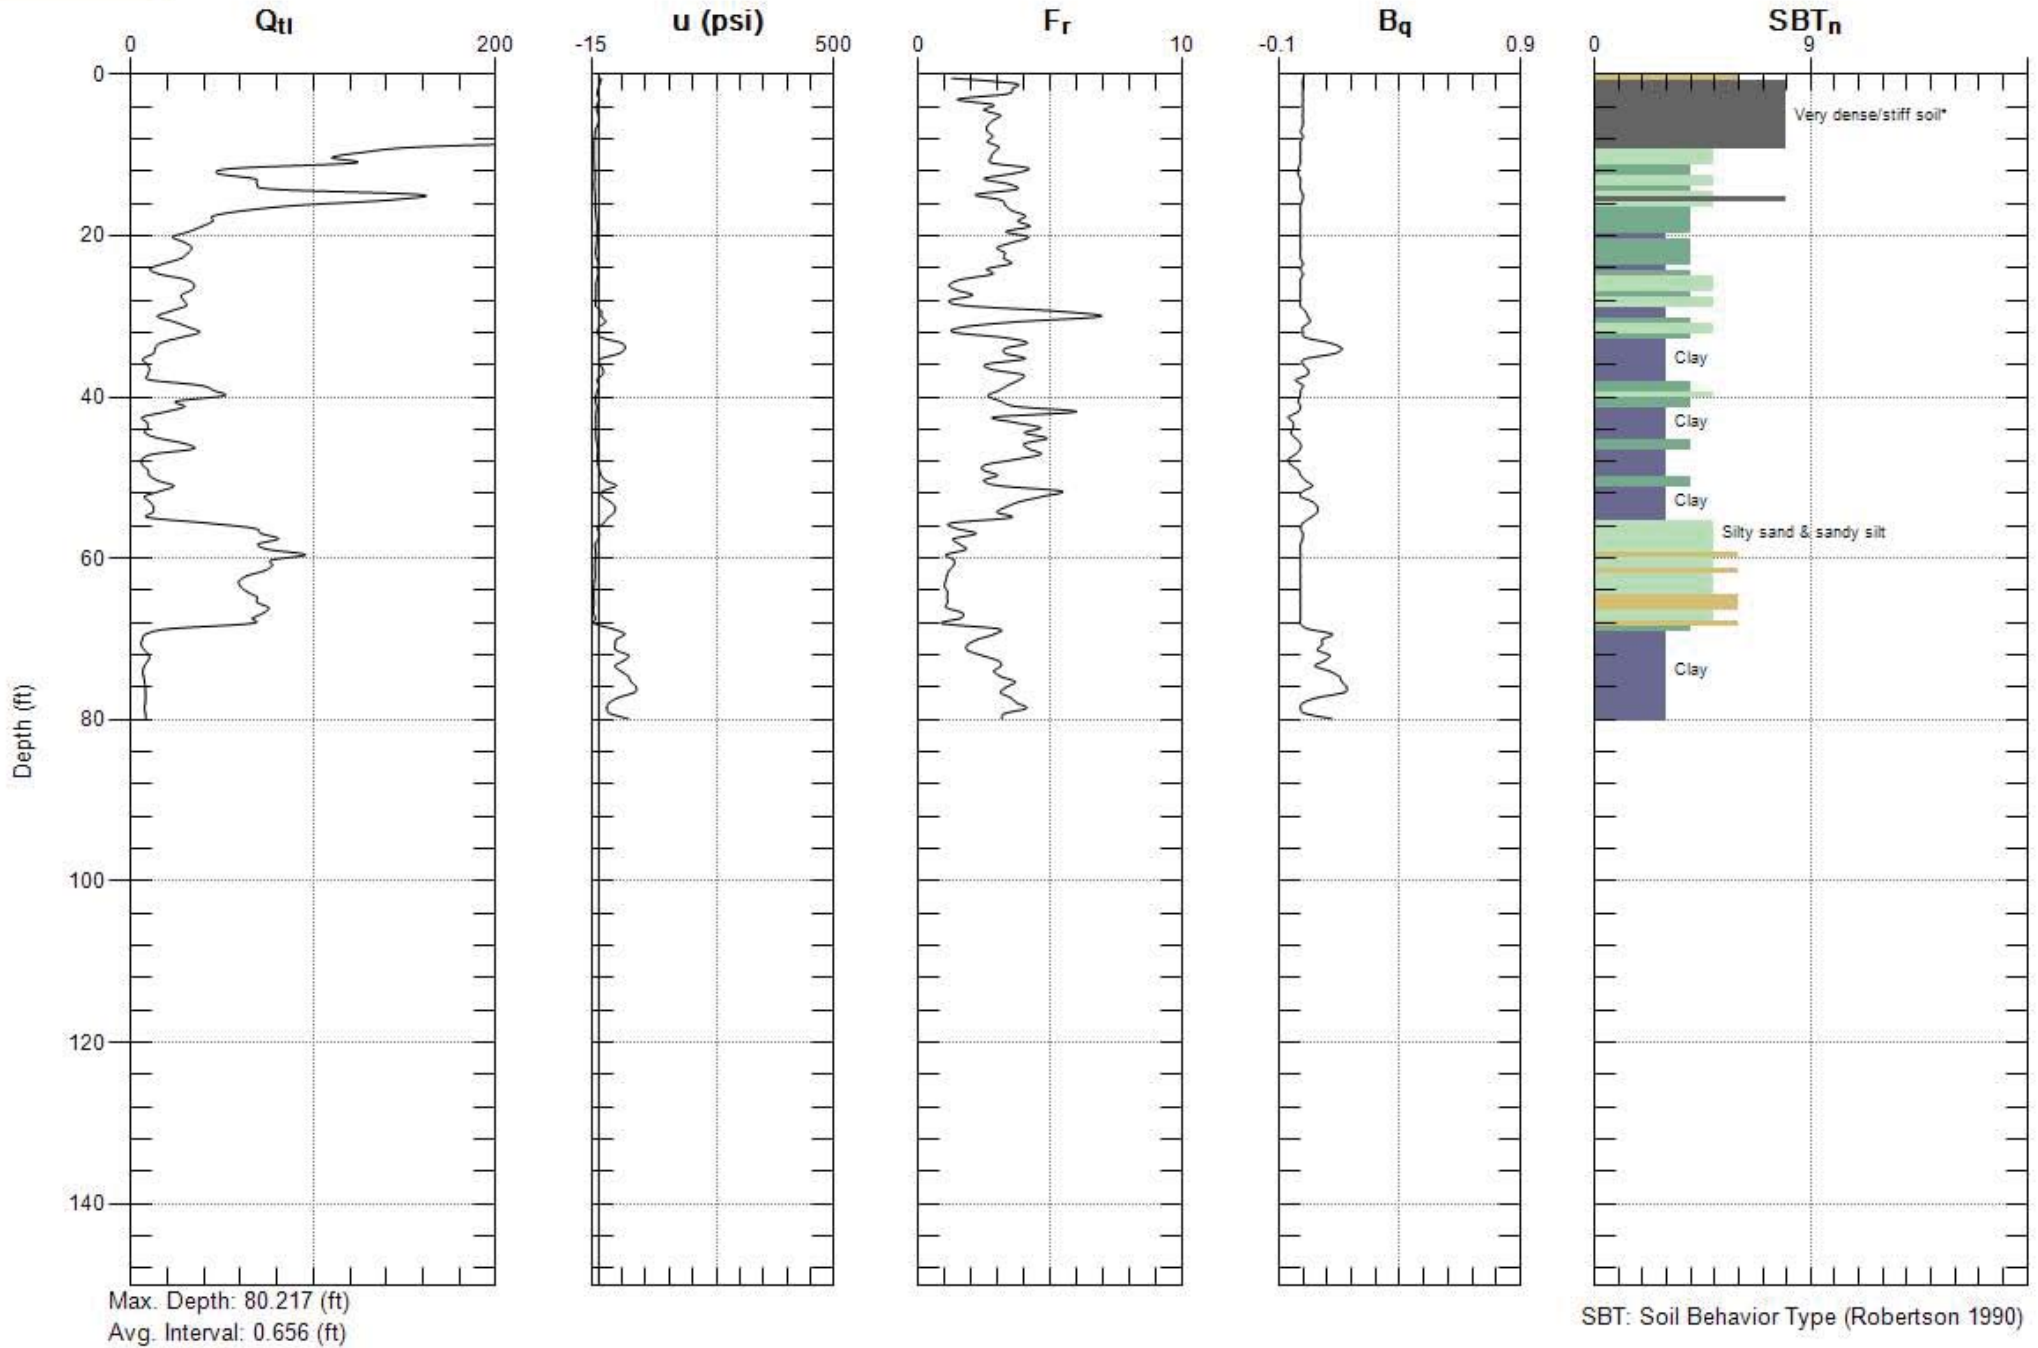 Qtl
u (psi)
Fr
Bq
SBTn
0 200
-15 500
0 10
-0.1 0.9
0 9
0
20
40
60
80
100
120
140
Depth (ft)
Very dense/stiff soil*
Clay
Clay
Clay
Silty sand & sandy silt
Clay
Max. Depth: 80.217 (ft)
Avg. Interval: 0.656 (ft)
SBT: Soil Behavior Type (Robertson 1990)